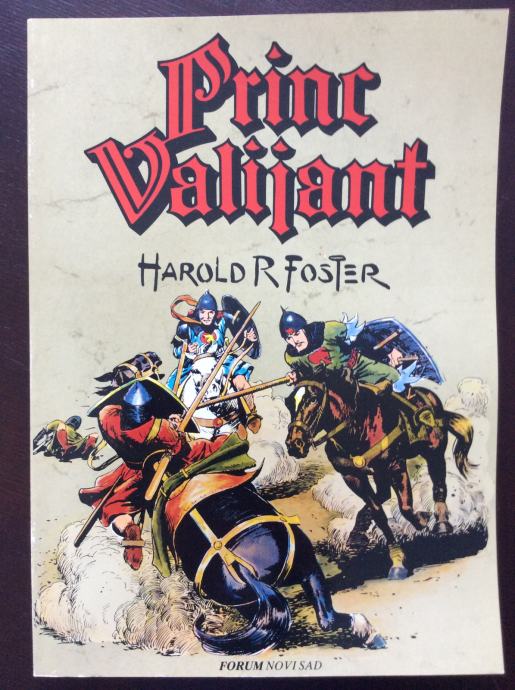 Princ
Valijant
HAROLD R FOSTER
FORUM NOVI SAD